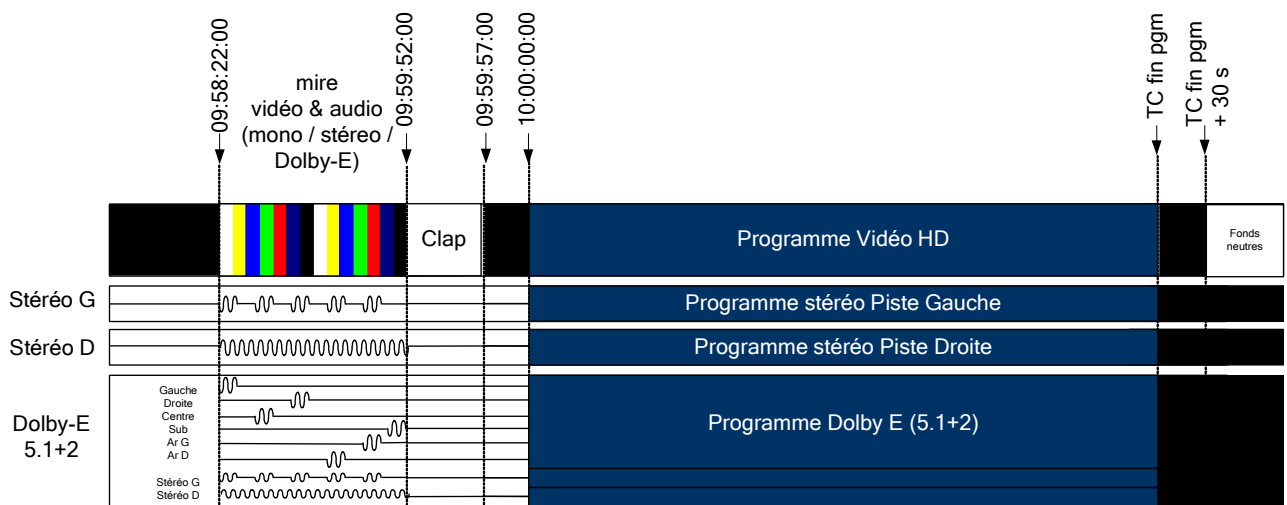 09:58:22:00
mire
vidéo & audio
(mono / stéreo /
Dolby-E)
09:59:52:00
09:59:57:00
10:00:00:00
TC fin pgm
TC fin pgm
+ 30 s
Clap
Programme Vidéo HD
Fonds
neutres
Stéréo G
Programme stéréo Piste Gauche
Stéréo D
Programme stéréo Piste Droite
Dolby-E
5.1+2
Gauche
Droite
Centre
Sub
Ar G
Ar D
Stéréo G
Stéréo D
Programme Dolby E (5.1+2)